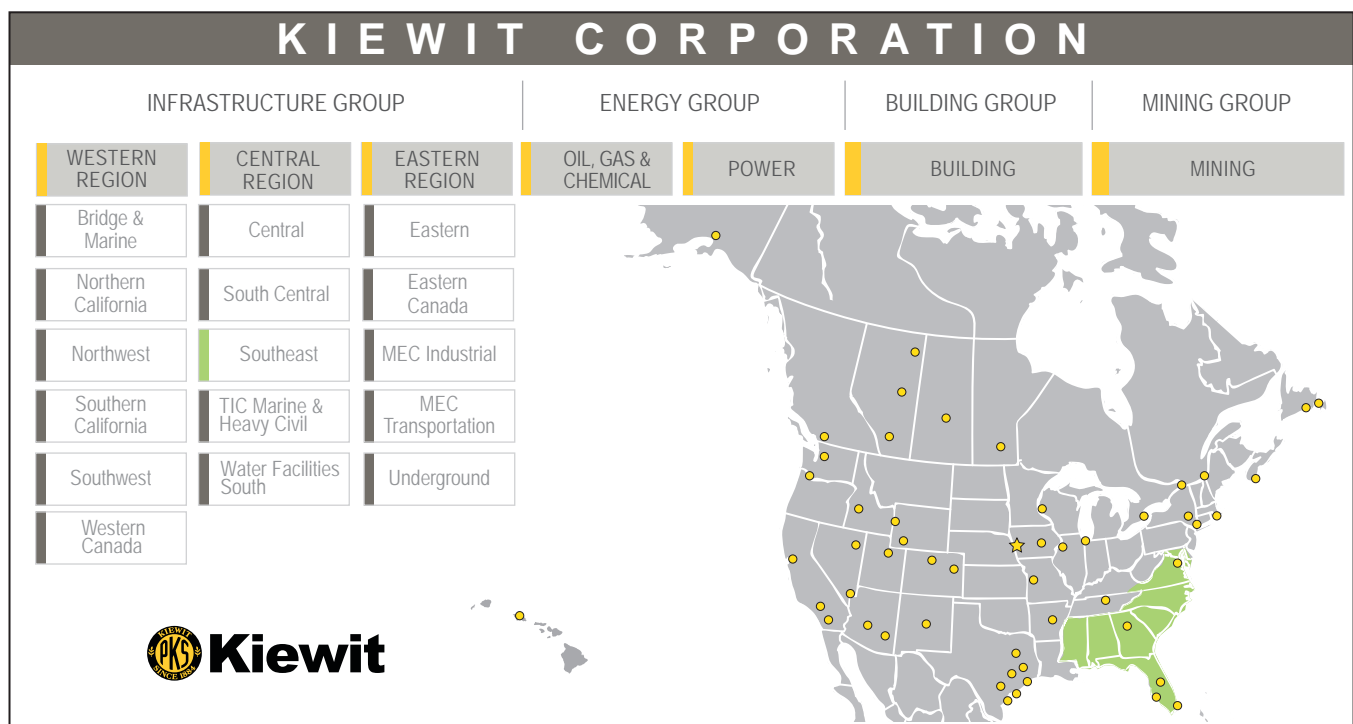 KIEWIT CORPORATION
INFRASTRUCTURE GROUP
ENERGY GROUP
BUILDING GROUP
MINING GROUP
WESTERN
REGION
CENTRAL
REGION
EASTERN
REGION
OIL, GAS &
CHEMICAL
POWER
BUILDING
MINING
Bridge &
Marine
Central
Eastern
Northern
California
South Central
Eastern
Canada
Northwest
Southeast
MEC Industrial
Southern
California
TIC Marine &
Heavy Civil
MEC
Transportation
Southwest
Water Facilities
South
Underground
Western
Canada
KIEWIT
PKS
SINCE 1884
Kiewit